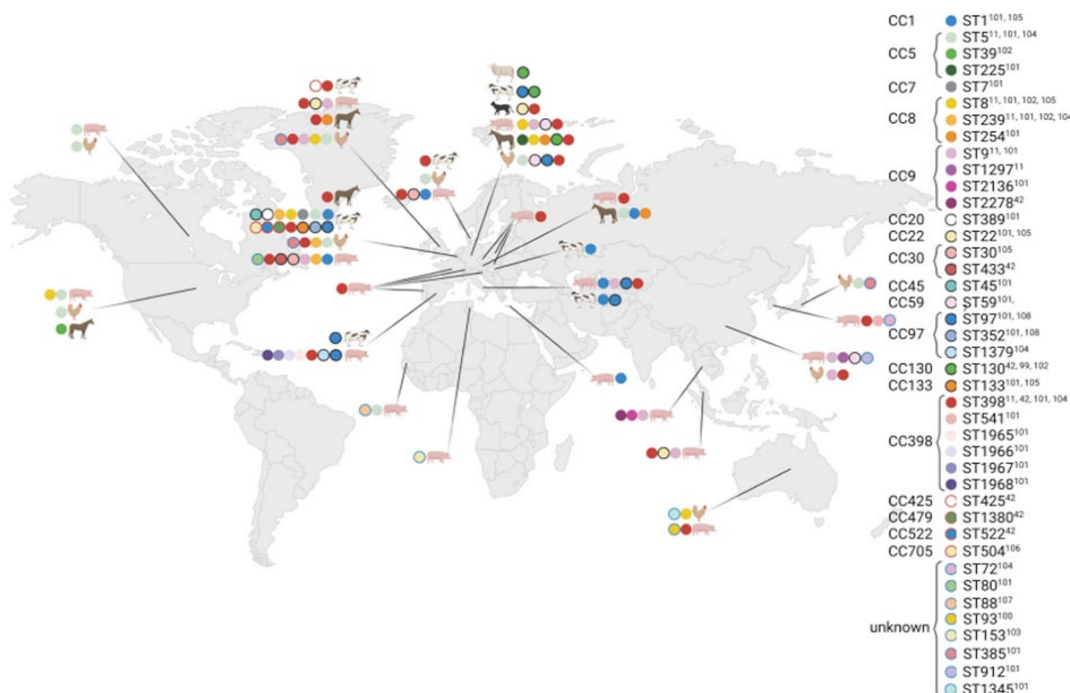 CC1 ST1101, 105
CC5 ST511, 101, 104
ST39102
ST225101
CC7 ST7101
CC8 ST811, 101, 102, 105
ST23911, 101, 102, 104
ST254101
CC9 ST911, 101
ST129711
ST2136101
ST227842
CC20 ST389101
CC22 ST22101, 105
CC30 ST30105
ST43342
CC45 ST45101
CC59 ST59101,
CC97 ST97101, 108
ST352101, 108
ST1379104
CC130 ST13042, 99, 102
CC133 ST133101, 105
CC398 ST39811, 42, 101, 104
ST541101
ST1965101
ST1966101
ST1967101
ST1968101
CC425 ST42542
CC479 ST138042
CC522 ST52242
CC705 ST504106
unknown ST72104
ST80101
ST88107
ST93100
ST153103
ST385101
ST912101
ST1345101